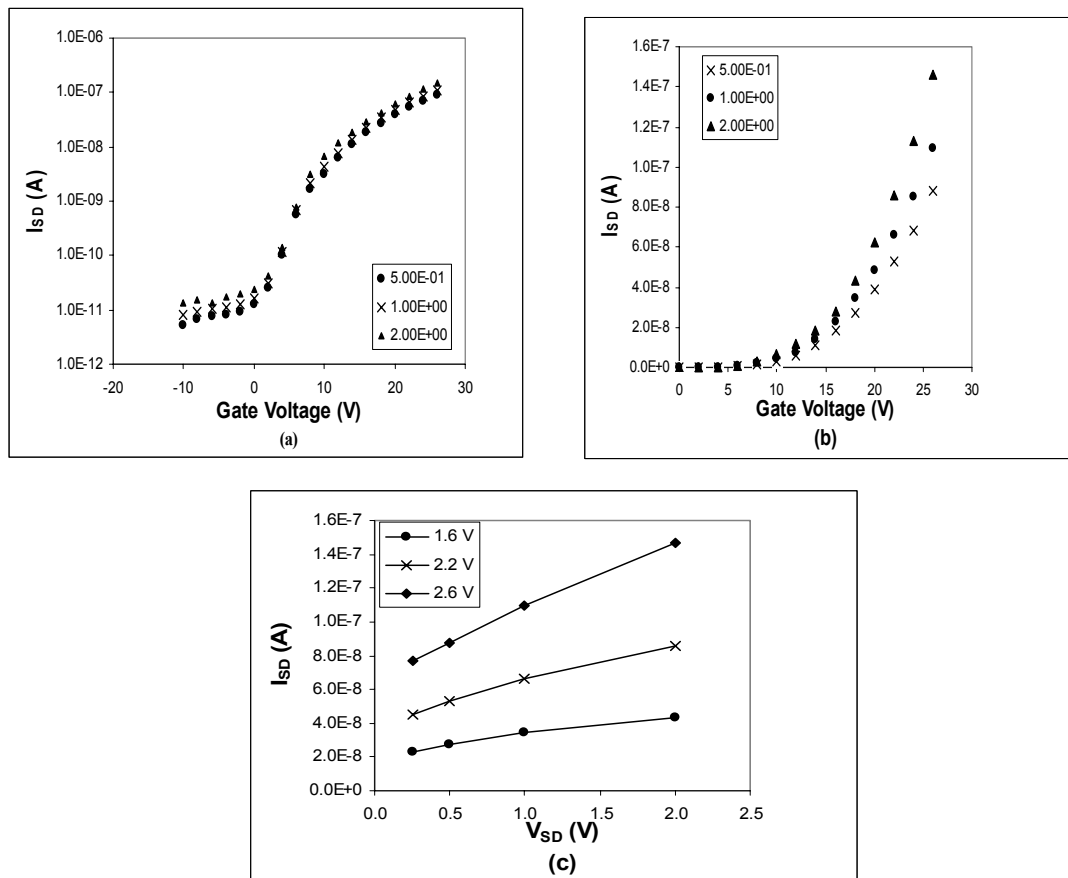 1.0E-06
1.0E-07
1.0E-08
1.0E-09
1.0E-10
1.0E-11
1.0E-12
I_SD (A)
5.00E-01
1.00E+00
2.00E+00
-20 -10 0 10 20 30
Gate Voltage (V)
(a)
1.6E-7
1.4E-7
1.2E-7
1.0E-7
8.0E-8
6.0E-8
4.0E-8
2.0E-8
0.0E+0
I_SD (A)
5.00E-01
1.00E+00
2.00E+00
0 5 10 15 20 25 30
Gate Voltage (V)
(b)
1.6E-7
1.4E-7
1.2E-7
1.0E-7
8.0E-8
6.0E-8
4.0E-8
2.0E-8
0.0E+0
I_SD (A)
1.6 V
2.2 V
2.6 V
0.0 0.5 1.0 1.5 2.0 2.5
V_SD (V)
(c)